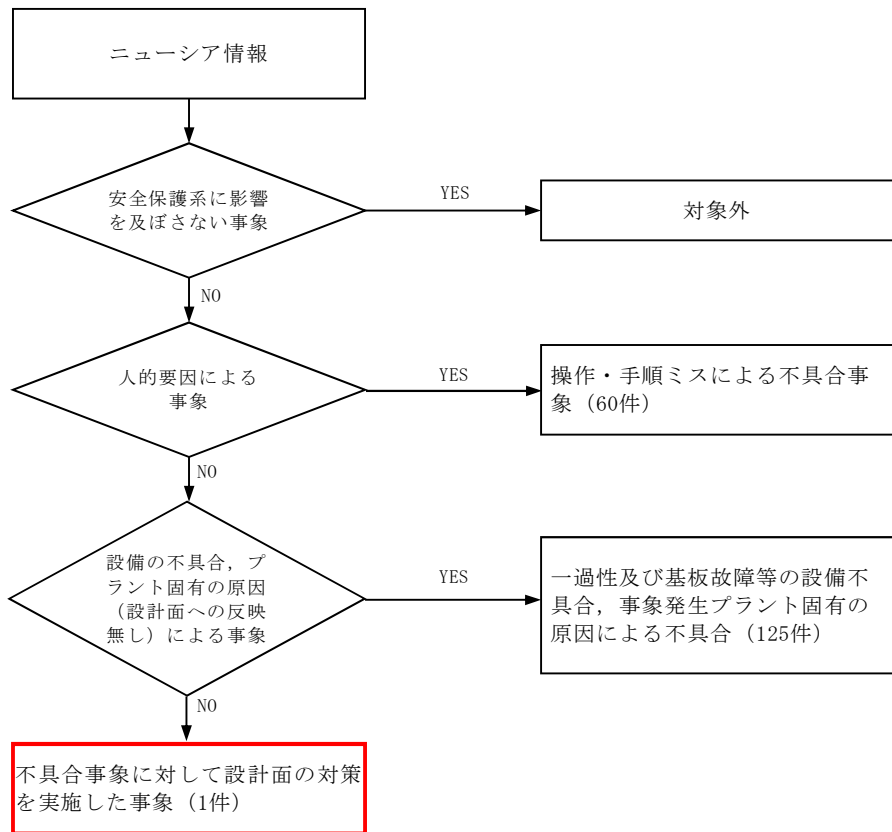 ニューシア情報
安全保護系に影響
を及ぼさない事象
YES
対象外
NO
人的要因による
事象
YES
操作・手順ミスによる不具合事
象（60件）
NO
設備の不具合，プ
ラント固有の原因
（設計面への反映
無し）による事象
YES
一過性及び基板故障等の設備不
具合，事象発生プラント固有の
原因による不具合（125件）
NO
不具合事象に対して設計面の対策
を実施した事象（1件）